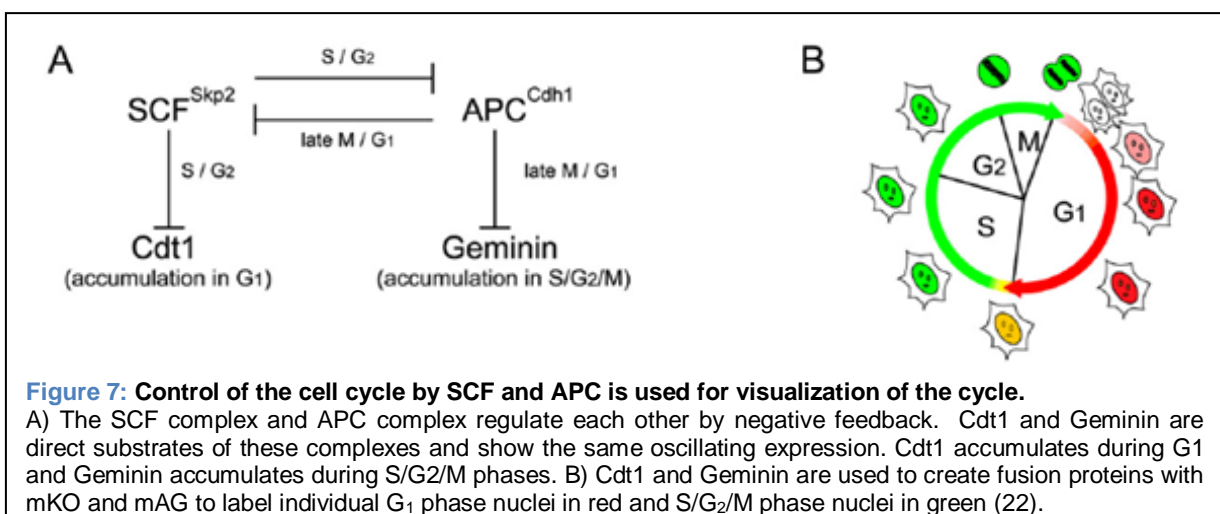 A
B
S / G2
SCF^Skp2 APC^Cdh1
late M / G1
S / G2
late M / G1
Cdt1
(accumulation in G1)
Geminin
(accumulation in S/G2/M)
M
G2
G1
S
Figure 7: Control of the cell cycle by SCF and APC is used for visualization of the cycle.
A) The SCF complex and APC complex regulate each other by negative feedback. Cdt1 and Geminin are
direct substrates of these complexes and show the same oscillating expression. Cdt1 accumulates during G1
and Geminin accumulates during S/G2/M phases. B) Cdt1 and Geminin are used to create fusion proteins with
mKO and mAG to label individual G₁ phase nuclei in red and S/G₂/M phase nuclei in green (22).